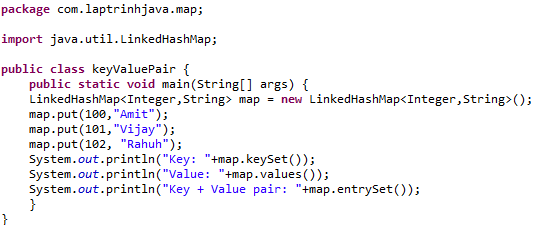 package com.laptrinhjava.map;

import java.util.LinkedHashMap;

public class keyValuePair {
    public static void main(String[] args) {
    LinkedHashMap<Integer,String> map = new LinkedHashMap<Integer,String>();
    map.put(100,"Amit");
    map.put(101,"Vijay");
    map.put(102, "Rahuh");
    System.out.println("Key: "+map.keySet());
    System.out.println("Value: "+map.values());
    System.out.println("Key + Value pair: "+map.entrySet());
    }
}